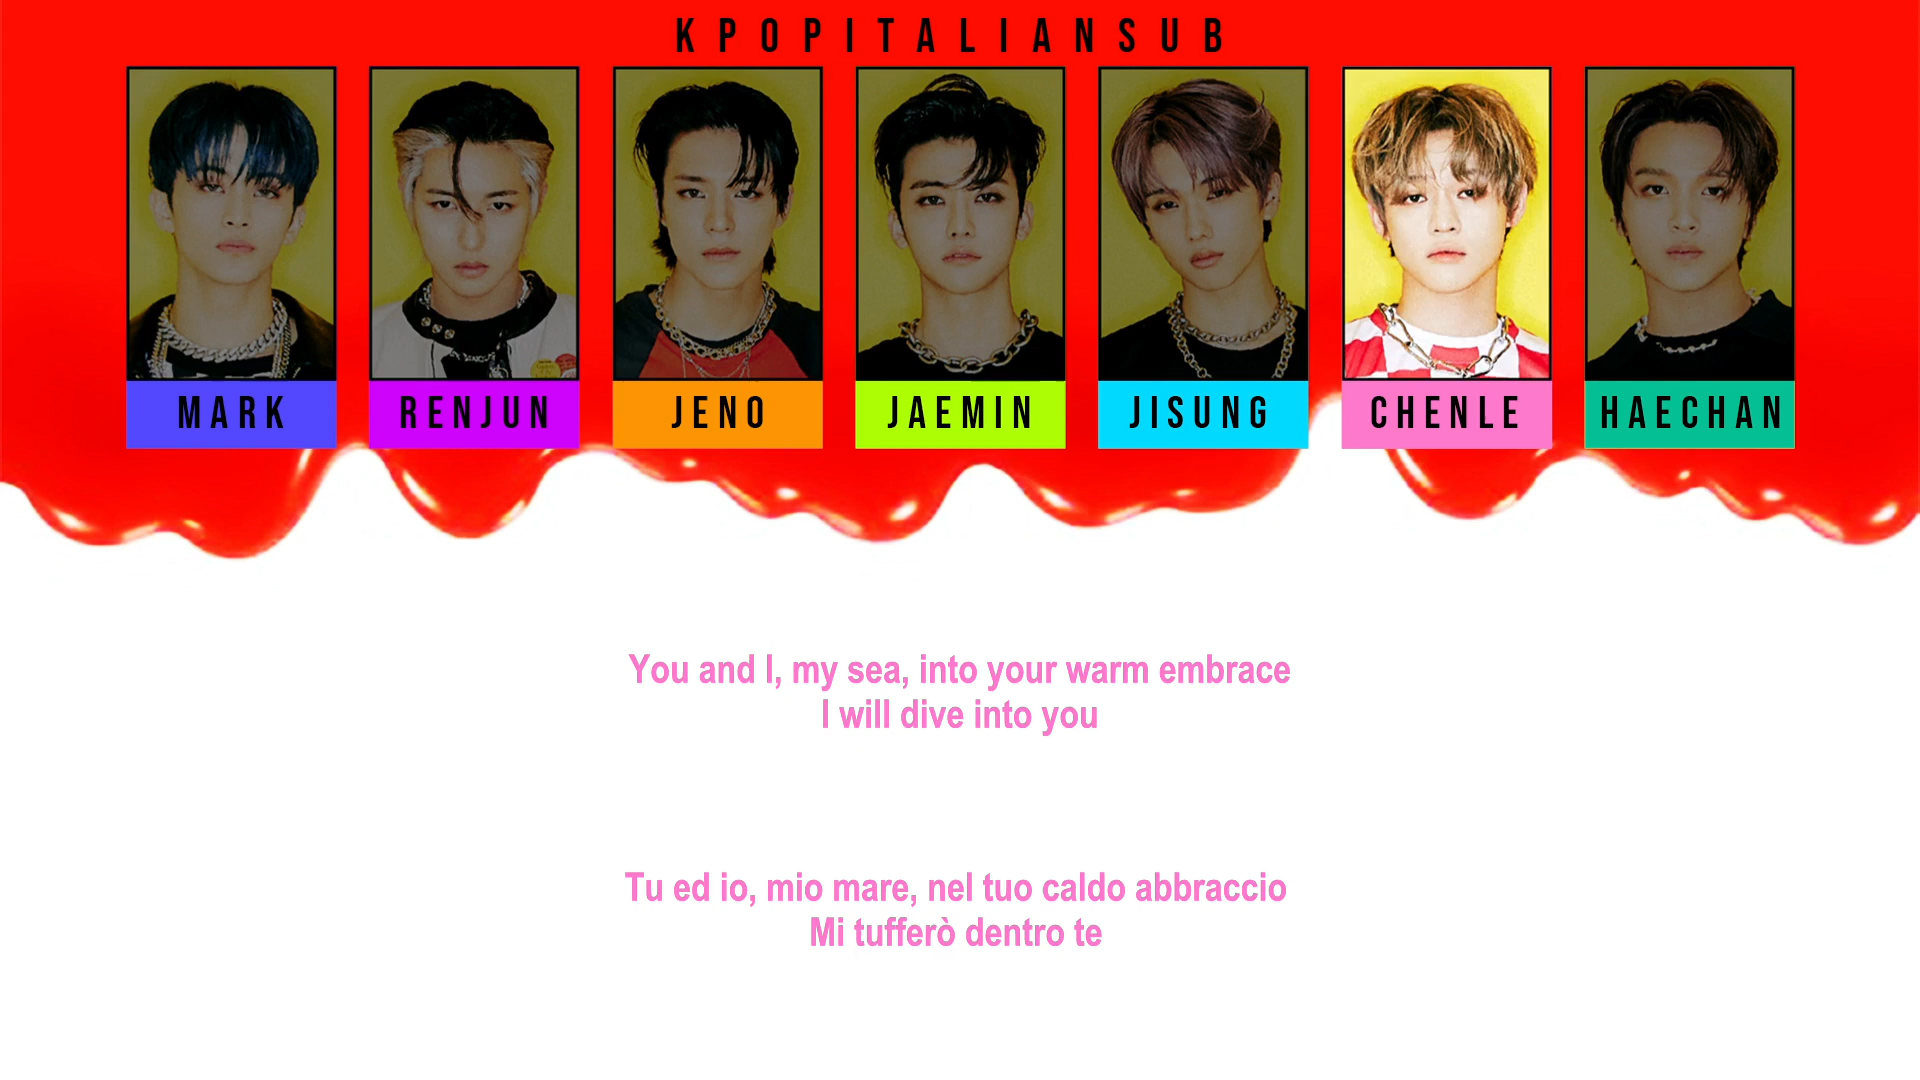 KPOPITALIANSUB
MARK
RENJUN
JENO
JAEMIN
JISUNG
CHENLE
HAECHAN
You and I, my sea, into your warm embrace
I will dive into you
Tu ed io, mio mare, nel tuo caldo abbraccio
Mi tufferò dentro te